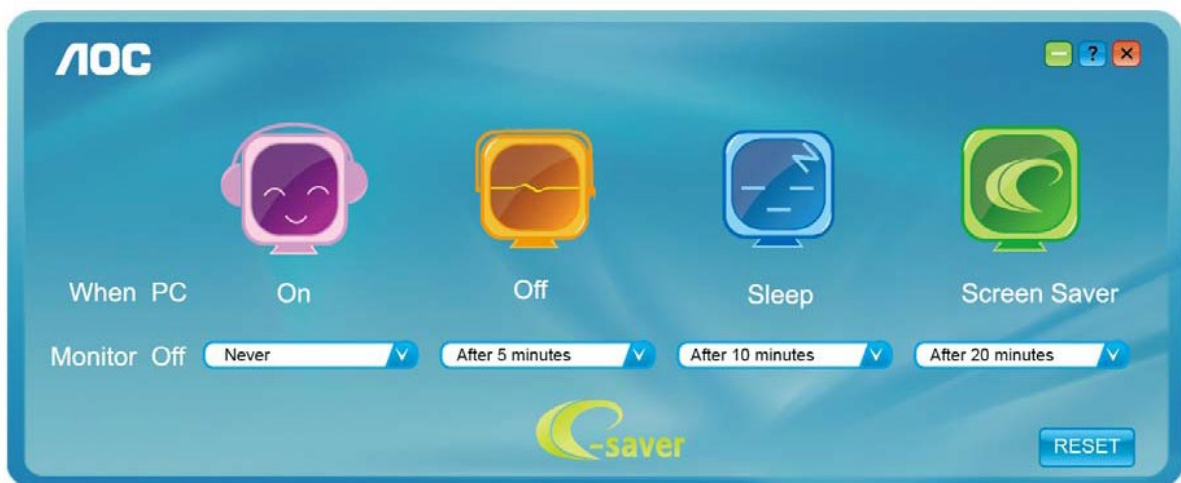 AOC
?
When PC On Off Sleep Screen Saver
Monitor Off Never After 5 minutes After 10 minutes After 20 minutes
e-saver
RESET